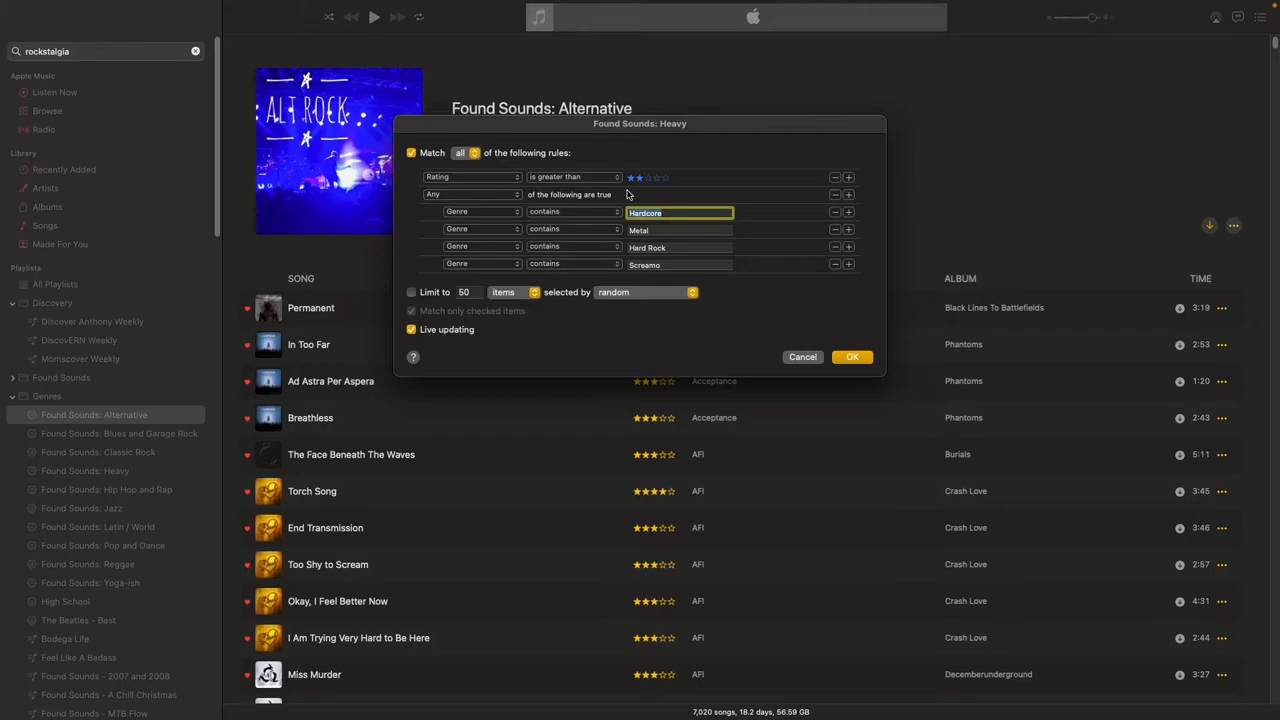 rockstalgia
Apple Music
Listen Now
Browse
Radio
Library
Recently Added
Artists
Albums
Songs
Made For You
Playlists
All Playlists
Discovery
Discover Anthony Weekly
DiscovERN Weekly
Momscover Weekly
Found Sounds
Genres
Found Sounds: Alternative
Found Sounds: Blues and Garage Rock
Found Sounds: Classic Rock
Found Sounds: Heavy
Found Sounds: Hip Hop and Rap
Found Sounds: Jazz
Found Sounds: Latin / World
Found Sounds: Pop and Dance
Found Sounds: Reggae
Found Sounds: Yoga-ish
High School
The Beatles - Best
Bodega Life
Feel Like A Badass
Found Sounds - 2007 and 2008
Found Sounds - A Chill Christmas
Found Sounds - MTB Flow
ALT ROCK
Found Sounds: Alternative
Found Sounds: Heavy
Match all of the following rules:
Rating is greater than ★★☆☆☆
Any of the following are true
Genre contains Hardcore
Genre contains Metal
Genre contains Hard Rock
Genre contains Screamo
Limit to 50 items selected by random
Match only checked items
Live updating
? Cancel OK
SONG ALBUM TIME
Permanent Black Lines To Battlefields 3:19
In Too Far Phantoms 2:53
Ad Astra Per Aspera ★★★☆☆ Acceptance Phantoms 1:20
Breathless ★★★☆☆ Acceptance Phantoms 2:43
The Face Beneath The Waves ★★★☆☆ AFI Burials 5:11
Torch Song ★★★★☆ AFI Crash Love 3:45
End Transmission ★★★☆☆ AFI Crash Love 3:46
Too Shy to Scream ★★★☆☆ AFI Crash Love 2:57
Okay, I Feel Better Now ★★★☆☆ AFI Crash Love 4:31
I Am Trying Very Hard to Be Here ★★★☆☆ AFI Crash Love 2:44
Miss Murder ★★★☆☆ AFI Decemberunderground 3:27
7,020 songs, 18.2 days, 56.59 GB